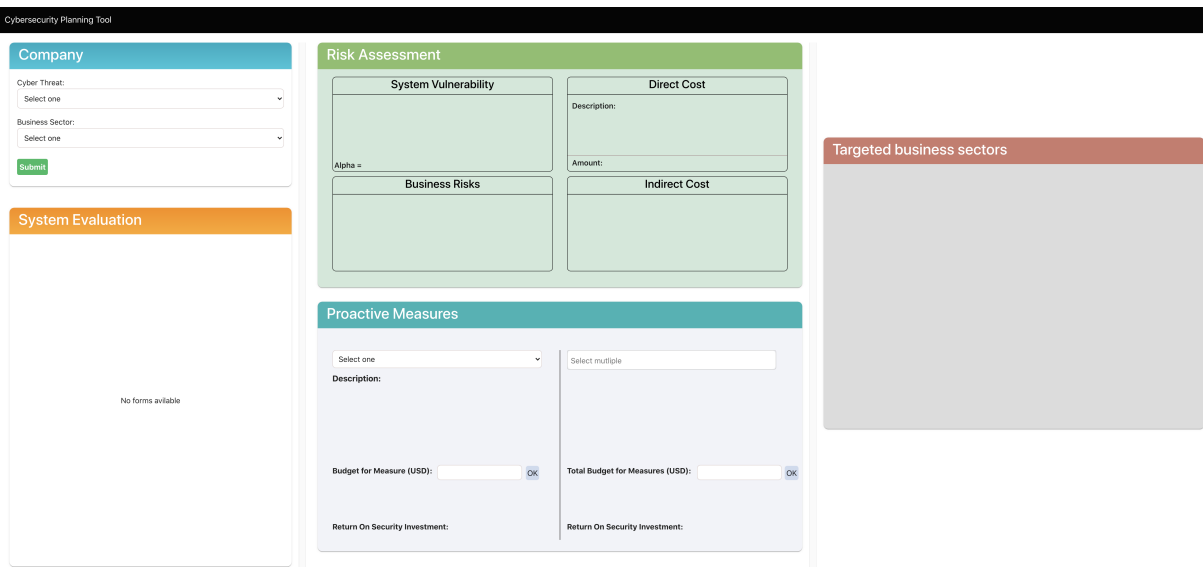 Cybersecurity Planning Tool
Company
Cyber Threat:
Select one
Business Sector:
Select one
Submit
System Evaluation
No forms avilable
Risk Assessment
System Vulnerability
Alpha =
Direct Cost
Description:
Amount:
Business Risks
Indirect Cost
Proactive Measures
Select one
Description:
Budget for Measure (USD):
OK
Return On Security Investment:
Select mutliple
Total Budget for Measures (USD):
OK
Return On Security Investment:
Targeted business sectors